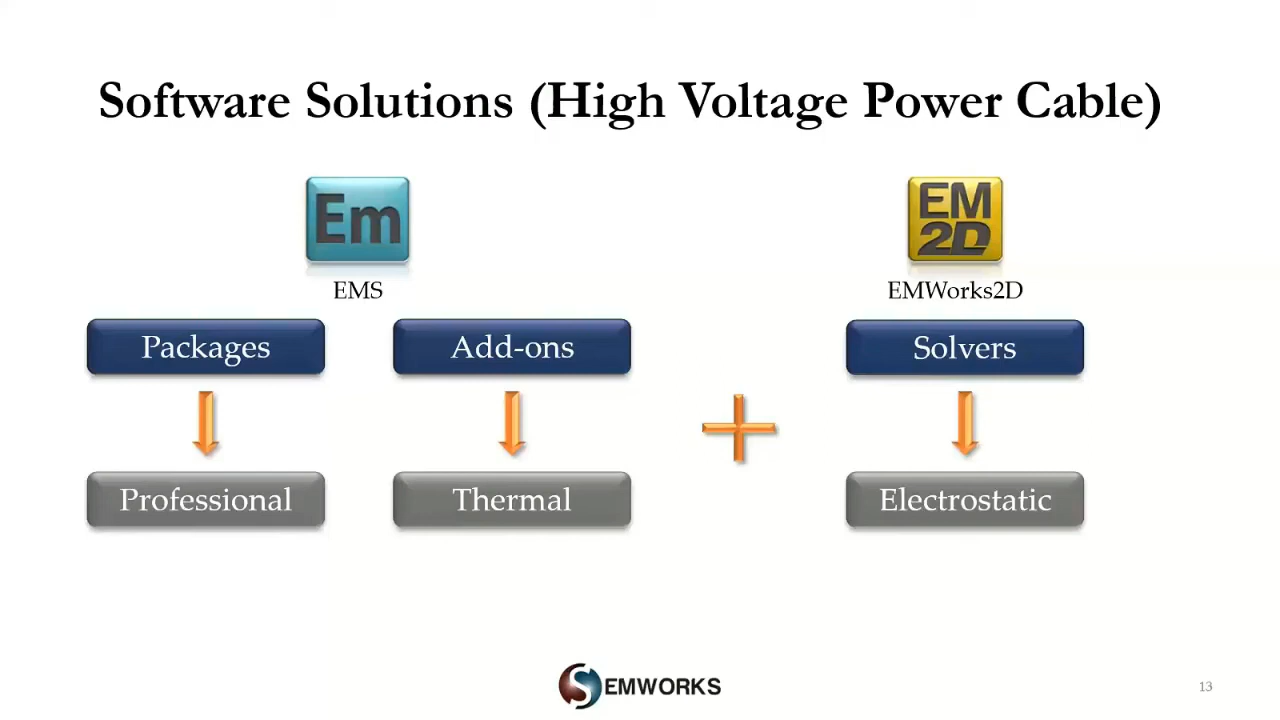 Software Solutions (High Voltage Power Cable)
Em
EM
2D
EMS
EMWorks2D
Packages
Add-ons
Solvers
Professional
Thermal
Electrostatic
EMWORKS
13